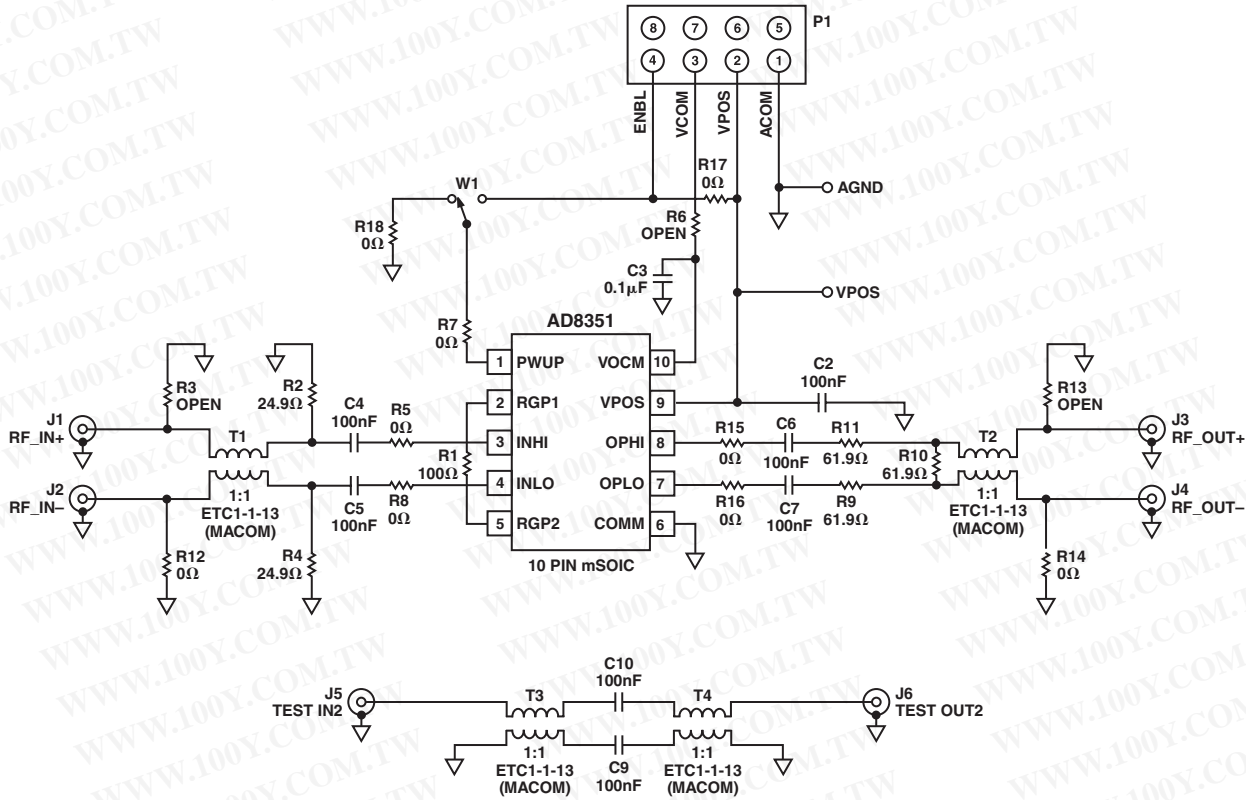 P1
8 7 6 5
4 3 2 1
ENBL
VCOM
VPOS
ACOM
R17
0Ω
AGND
W1
R6
OPEN
R18
0Ω
C3
0.1µF
VPOS
R7
0Ω
AD8351
1 PWUP
2 RGP1
3 INHI
4 INLO
5 RGP2
VOCM 10
VPOS 9
OPHI 8
OPLO 7
COMM 6
10 PIN mSOIC
C2
100nF
R3
OPEN
R2
24.9Ω
J1
RF_IN+
T1
C4
100nF
R5
0Ω
R1
100Ω
J2
RF_IN–
1:1
ETC1-1-13
(MACOM)
C5
100nF
R8
0Ω
R12
0Ω
R4
24.9Ω
R15
0Ω
C6
100nF
R11
61.9Ω
R10
61.9Ω
T2
R13
OPEN
J3
RF_OUT+
R16
0Ω
C7
100nF
R9
61.9Ω
1:1
ETC1-1-13
(MACOM)
J4
RF_OUT–
R14
0Ω
J5
TEST IN2
T3
C10
100nF
T4
J6
TEST OUT2
1:1
ETC1-1-13
(MACOM)
C9
100nF
1:1
ETC1-1-13
(MACOM)
WWW.100Y.COM.TW